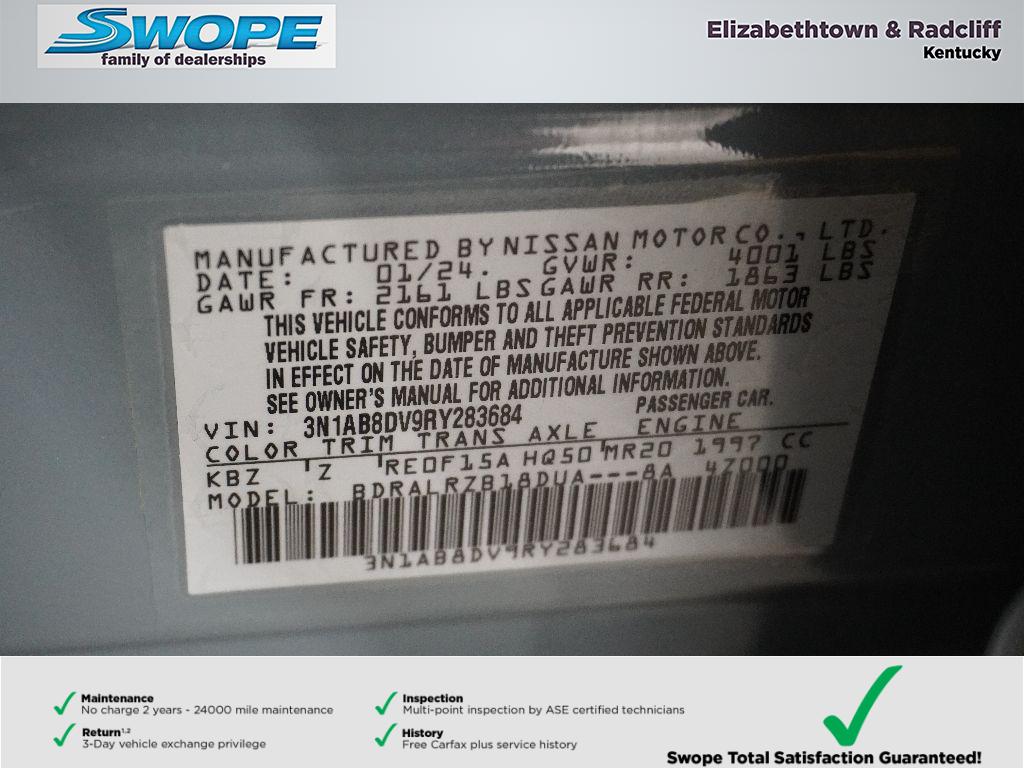 SWOPE
family of dealerships
Elizabethtown & Radcliff
Kentucky
MANUFACTURED BY NISSAN MOTOR CO., LTD.
DATE: 01/24. GVWR: 4001 LBS
GAWR FR: 2161 LBS GAWR RR: 1863 LBS
THIS VEHICLE CONFORMS TO ALL APPLICABLE FEDERAL MOTOR
VEHICLE SAFETY, BUMPER AND THEFT PREVENTION STANDARDS
IN EFFECT ON THE DATE OF MANUFACTURE SHOWN ABOVE.
SEE OWNER'S MANUAL FOR ADDITIONAL INFORMATION.
VIN: 3N1AB8DV9RY283684 PASSENGER CAR.
COLOR TRIM TRANS AXLE ENGINE
KBZ Z RE0F15A HQ50 MR20 1997 CC
MODEL: BDRALRZB18DUA---8A 47000
3N1AB8DV9RY283684
Maintenance
No charge 2 years - 24000 mile maintenance
Return1,2
3-Day vehicle exchange privilege
Inspection
Multi-point inspection by ASE certified technicians
History
Free Carfax plus service history
Swope Total Satisfaction Guaranteed!